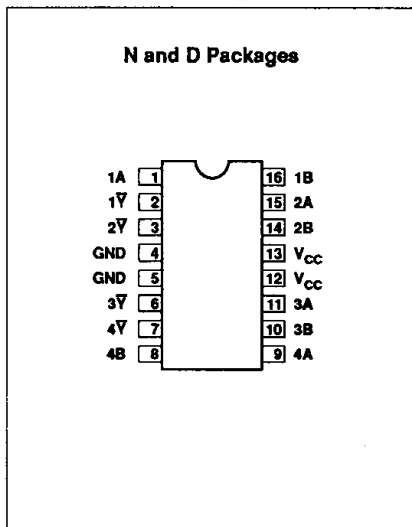 N and D Packages
1A 1 16 1B
1Y̅ 2 15 2A
2Y̅ 3 14 2B
GND 4 13 VCC
GND 5 12 VCC
3Y̅ 6 11 3A
4Y̅ 7 10 3B
4B 8 9 4A